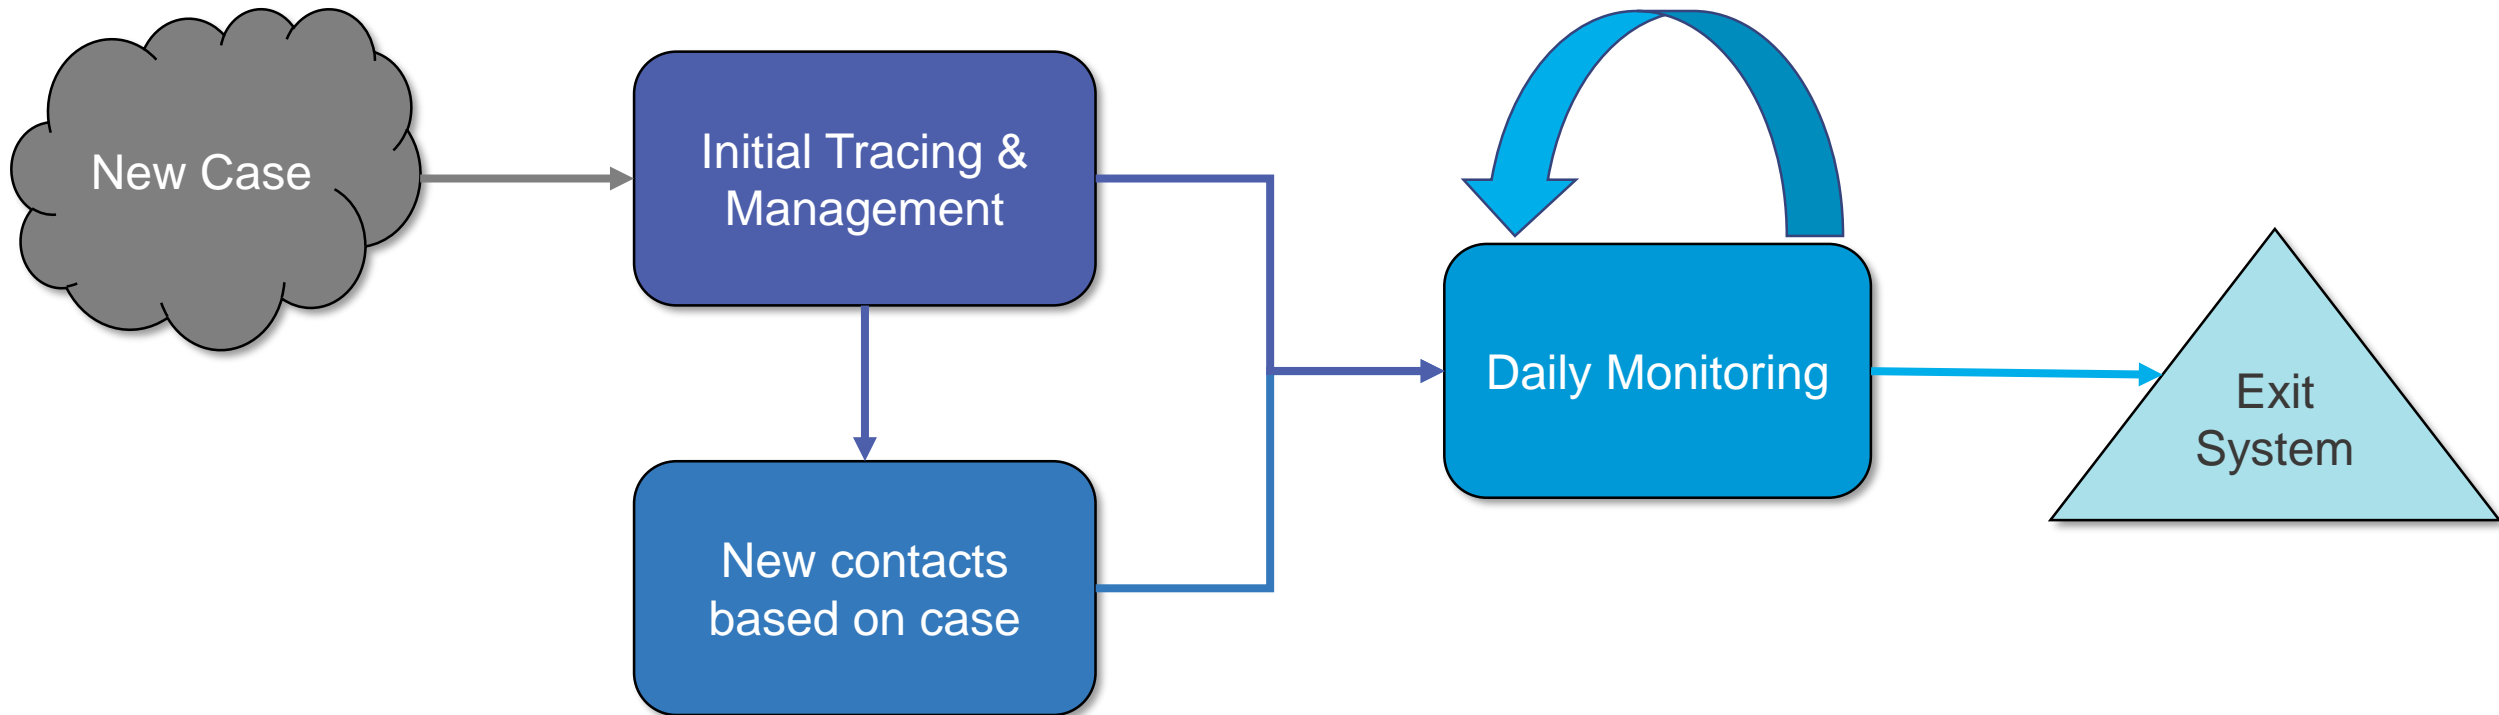 New Case
Initial Tracing &
Management
New contacts
based on case
Daily Monitoring
Exit
System